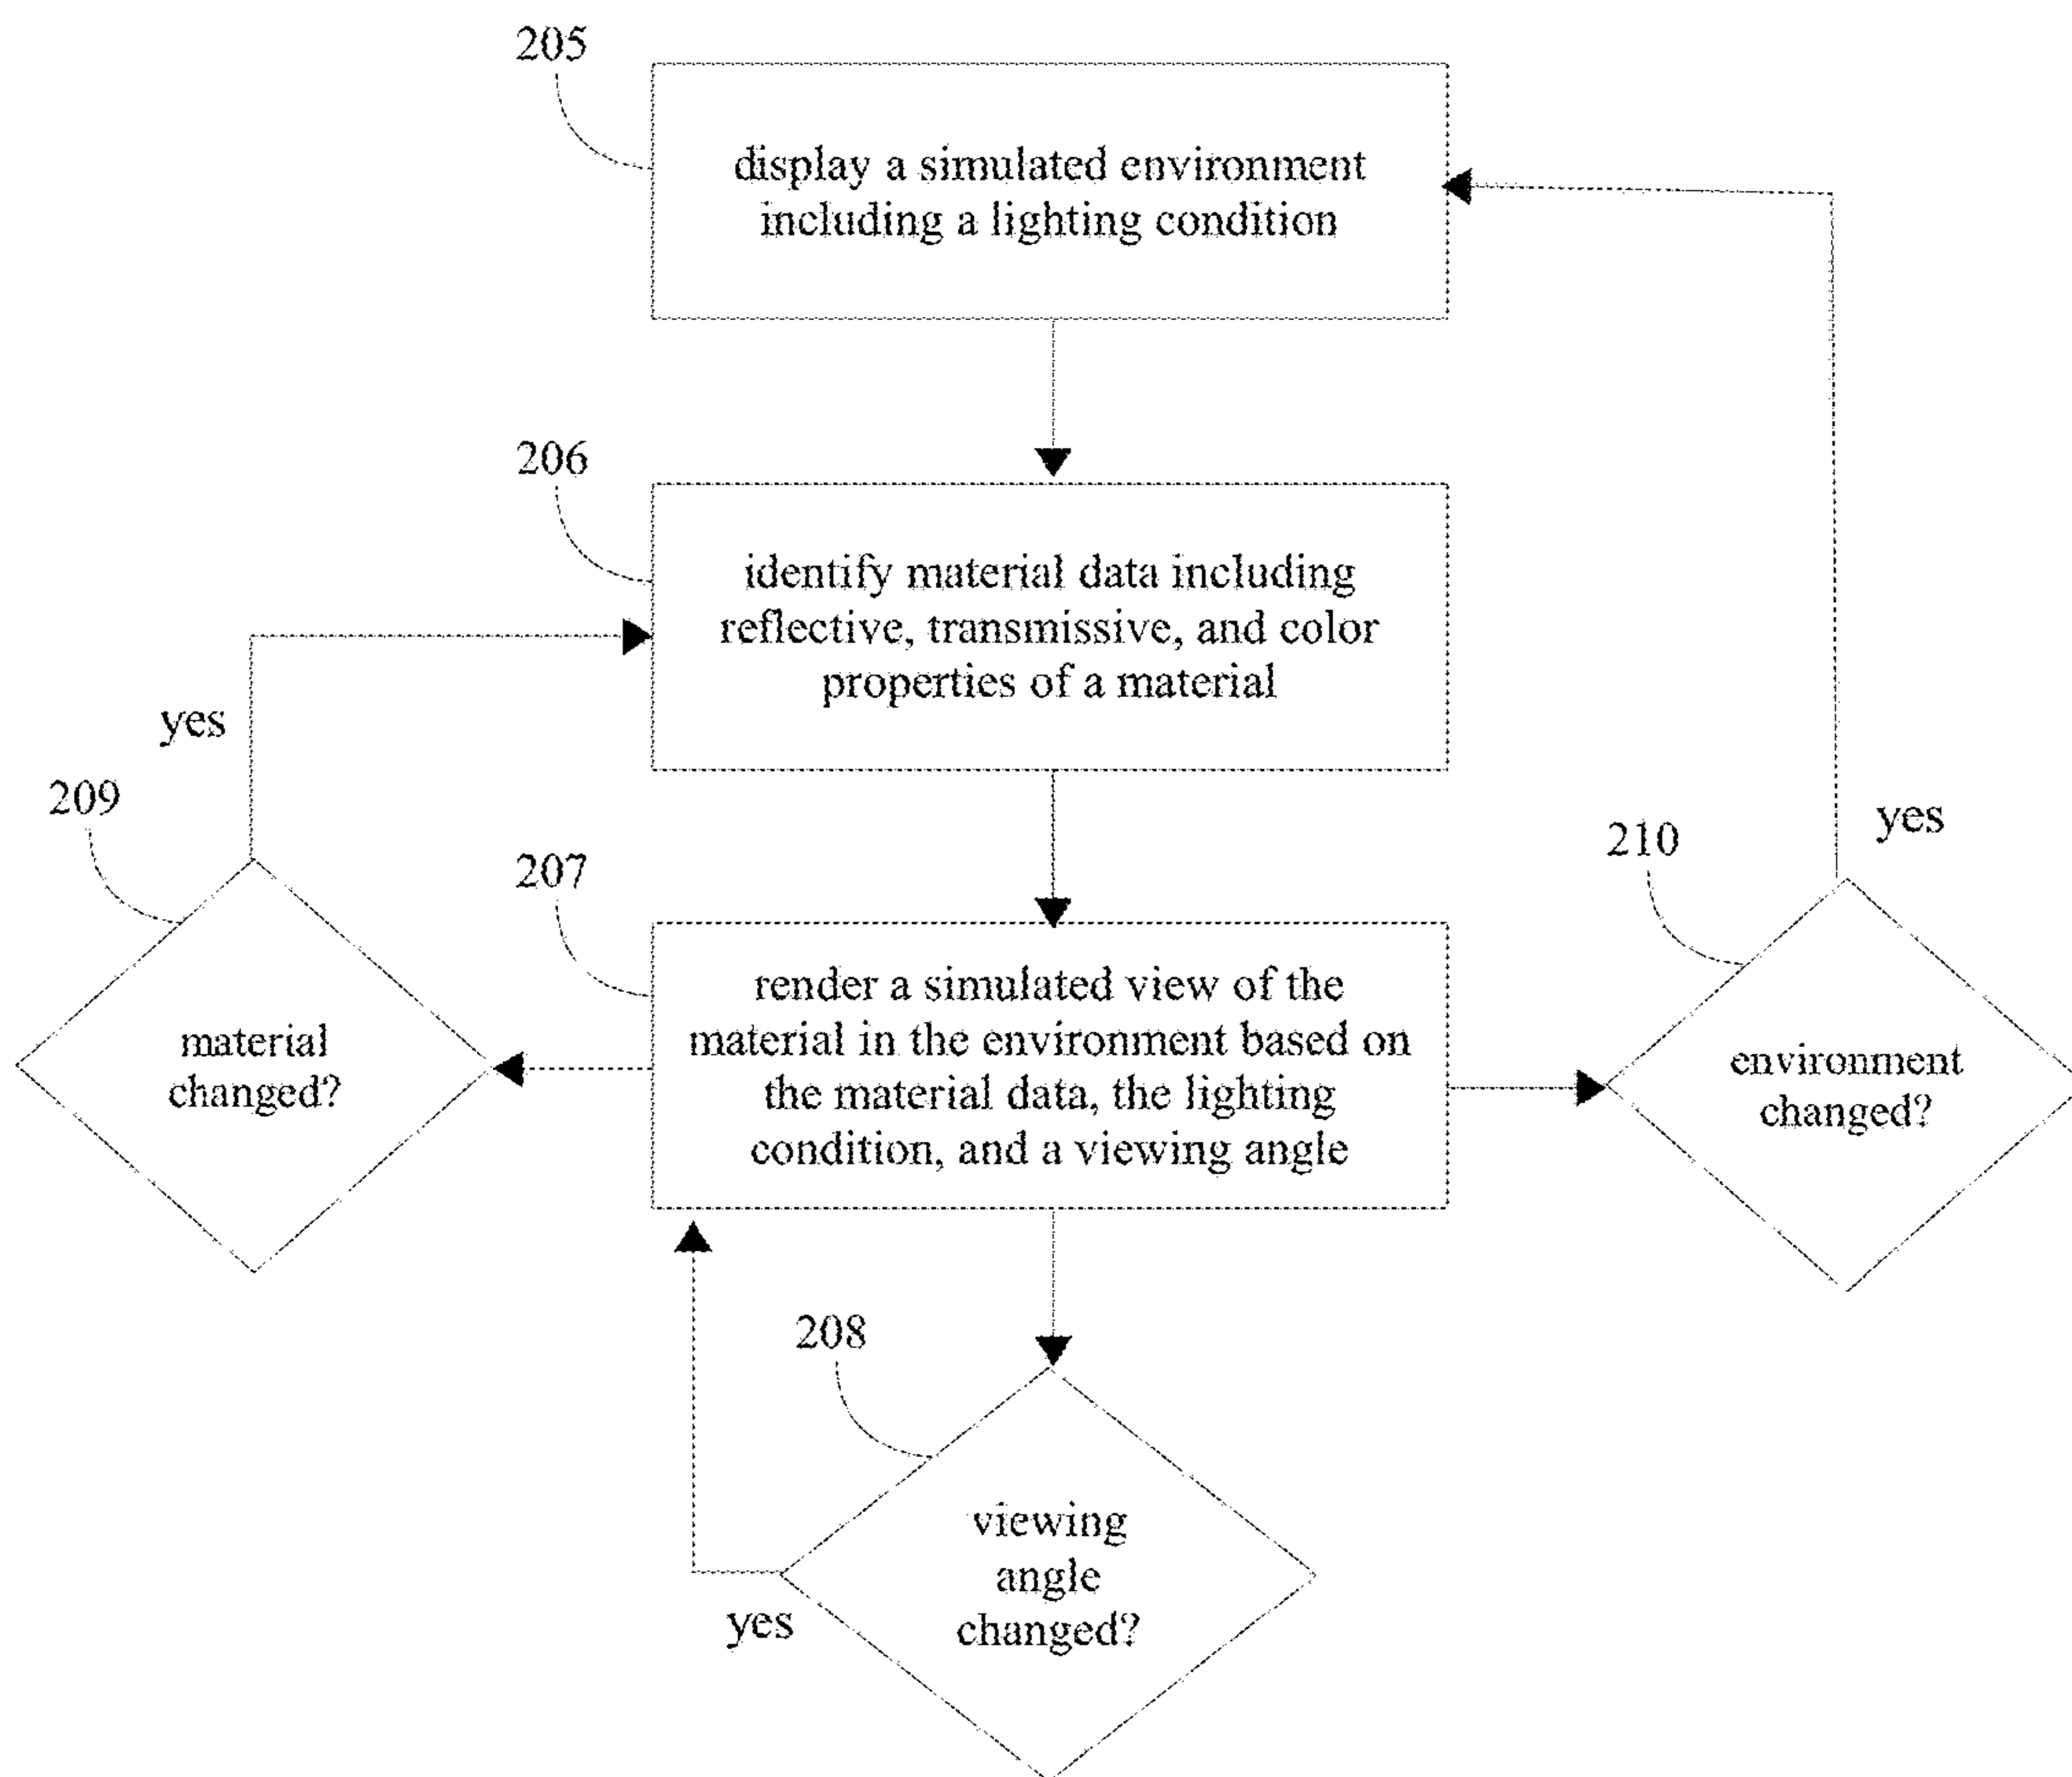 205
display a simulated environment
including a lighting condition
206
identify material data including
reflective, transmissive, and color
properties of a material
yes
209
207
210
yes
render a simulated view of the
material in the environment based on
the material data, the lighting
condition, and a viewing angle
material
changed?
environment
changed?
208
viewing
angle
changed?
yes